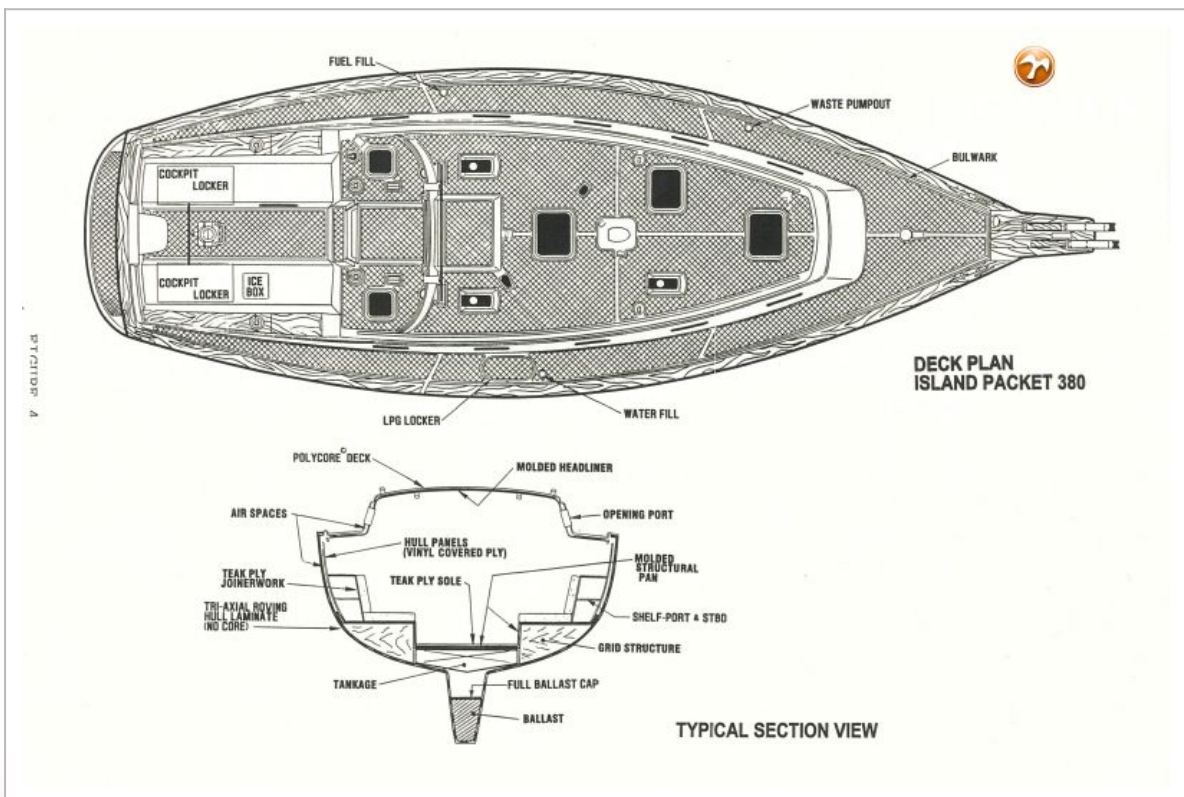 FUEL FILL
WASTE PUMPOUT
BULWARK
COCKPIT
LOCKER
COCKPIT
LOCKER
ICE
BOX
LPG LOCKER
WATER FILL
DECK PLAN
ISLAND PACKET 380
FIGURE 4
POLYCORE© DECK
MOLDED HEADLINER
AIR SPACES
OPENING PORT
HULL PANELS
(VINYL COVERED PLY)
TEAK PLY
JOINERWORK
TEAK PLY SOLE
MOLDED
STRUCTURAL
PAN
TRI-AXIAL ROVING
HULL LAMINATE
(NO CORE)
SHELF-PORT & STBD
GRID STRUCTURE
TANKAGE
FULL BALLAST CAP
BALLAST
TYPICAL SECTION VIEW